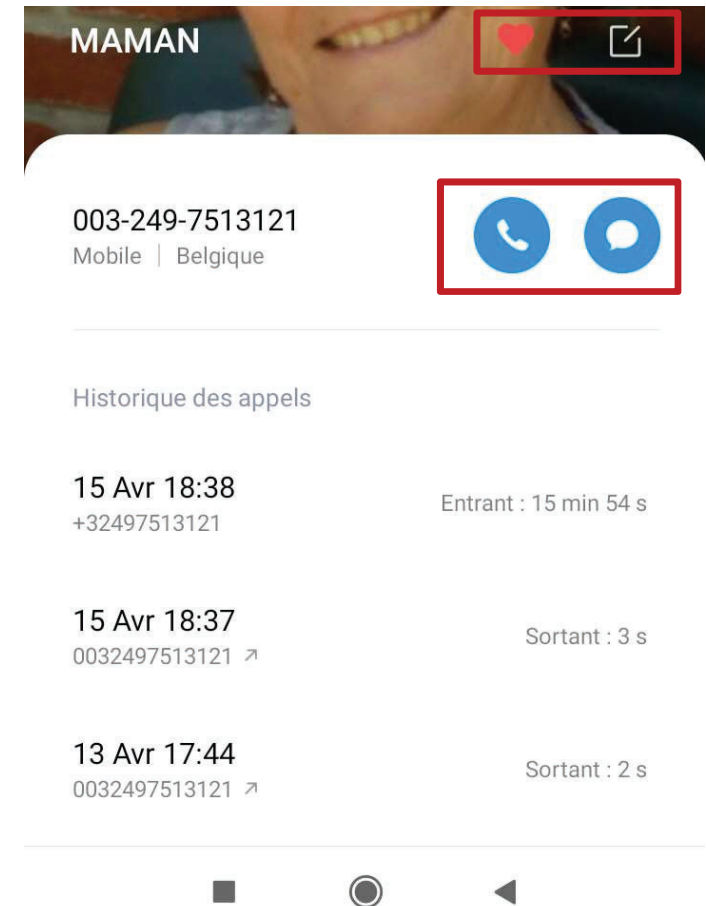 MAMAN
003-249-7513121
Mobile | Belgique
Historique des appels
15 Avr 18:38
Entrant : 15 min 54 s
+32497513121
15 Avr 18:37
Sortant : 3 s
0032497513121
13 Avr 17:44
Sortant : 2 s
0032497513121